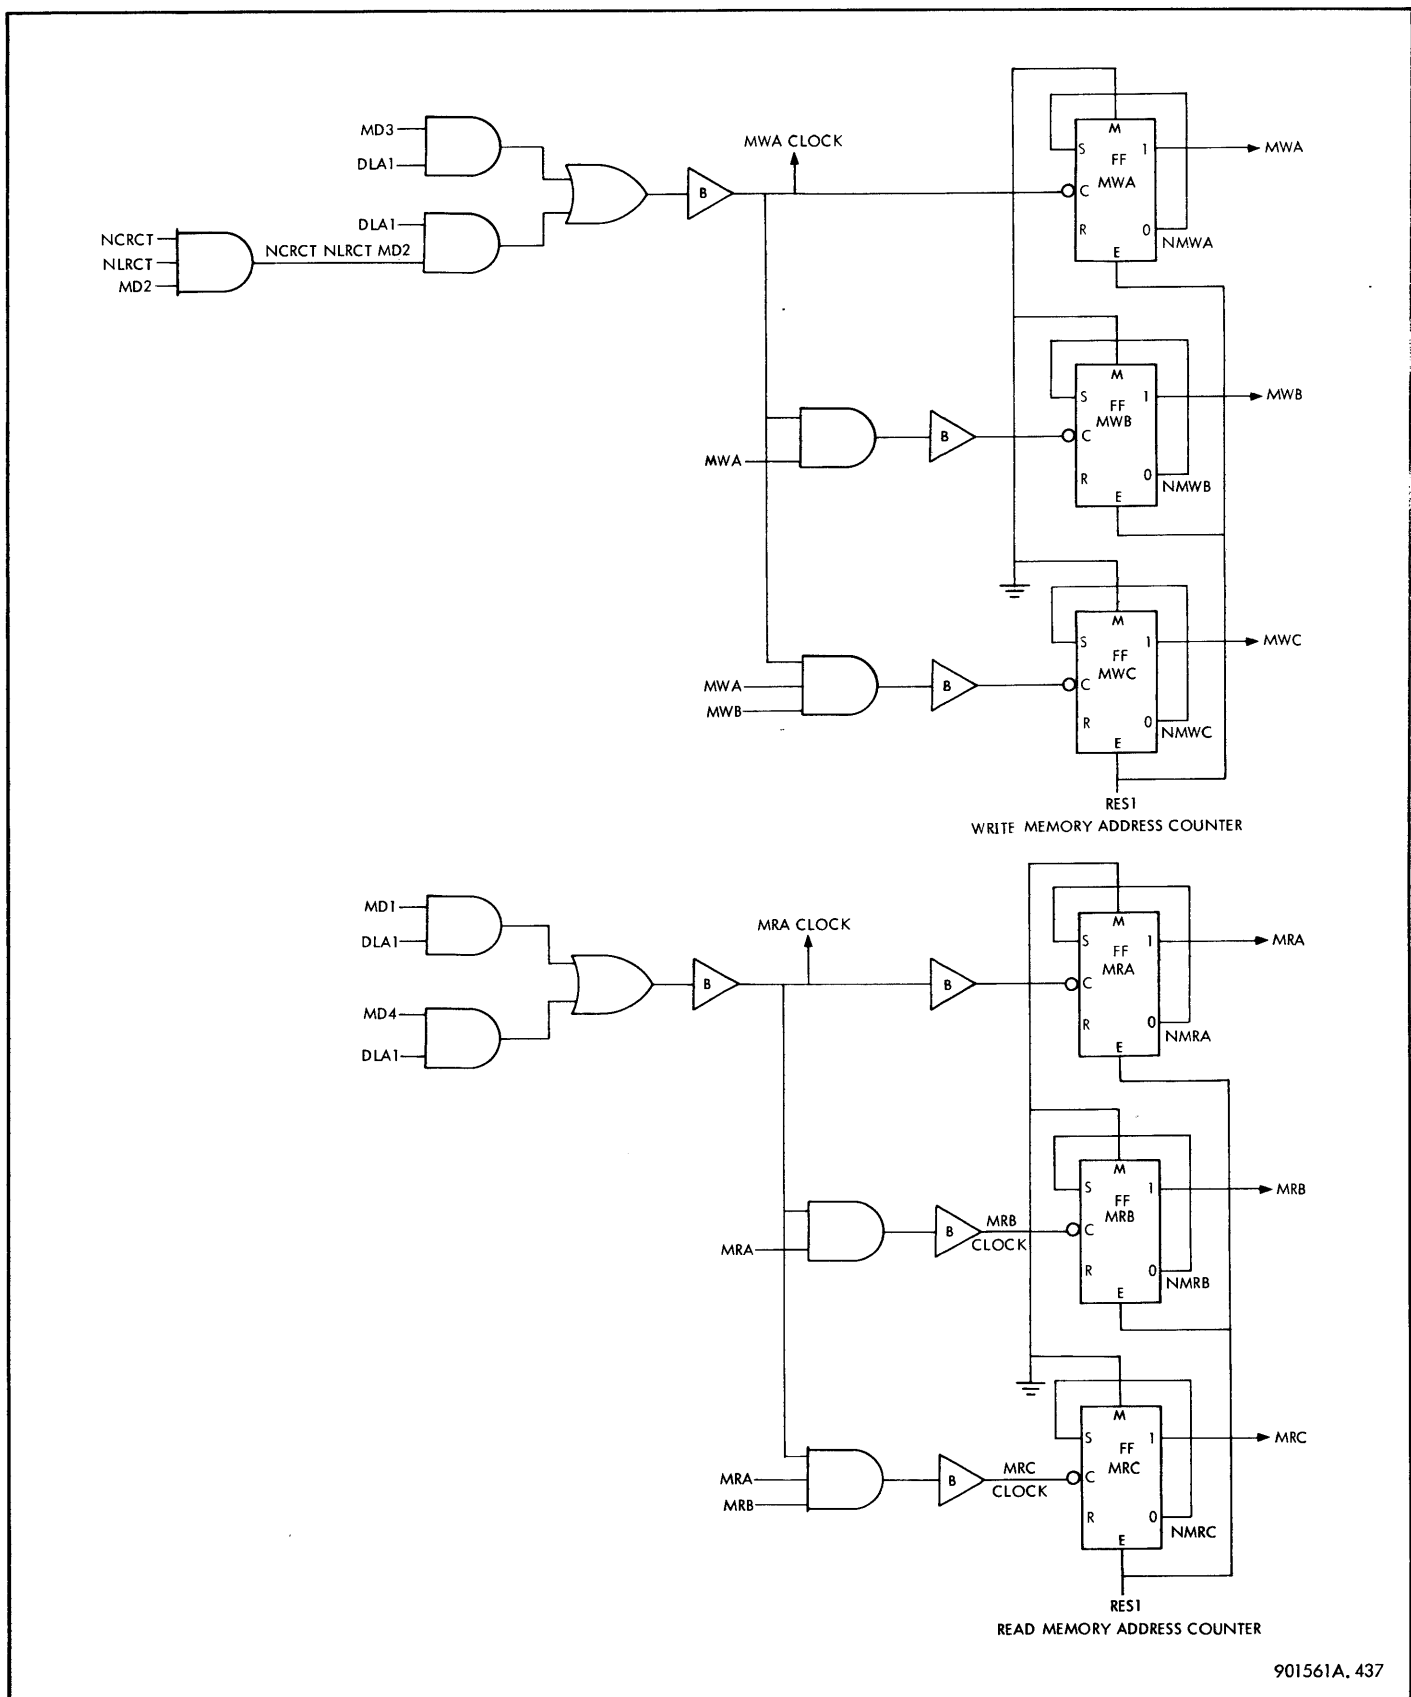 MD3
DLA1
DLA1
NCRCT
NLRCT
MD2
NCRCT NLRCT MD2
B
MWA CLOCK
M
S
FF
1
MWA
C
R
0
E
NMWA
MWA
MWA
B
M
S
FF
1
MWB
C
R
0
E
NMWB
MWB
MWA
MWB
B
M
S
FF
1
MWC
C
R
0
E
NMWC
MWC
RES1
WRITE MEMORY ADDRESS COUNTER
MD1
DLA1
MD4
DLA1
B
MRA CLOCK
B
M
S
FF
1
MRA
C
R
0
E
NMRA
MRA
MRA
B
MRB
CLOCK
M
S
FF
1
MRB
C
R
0
E
NMRB
MRB
MRA
MRB
B
MRC
CLOCK
M
S
FF
1
MRC
C
R
0
E
NMRC
MRC
RES1
READ MEMORY ADDRESS COUNTER
901561A. 437